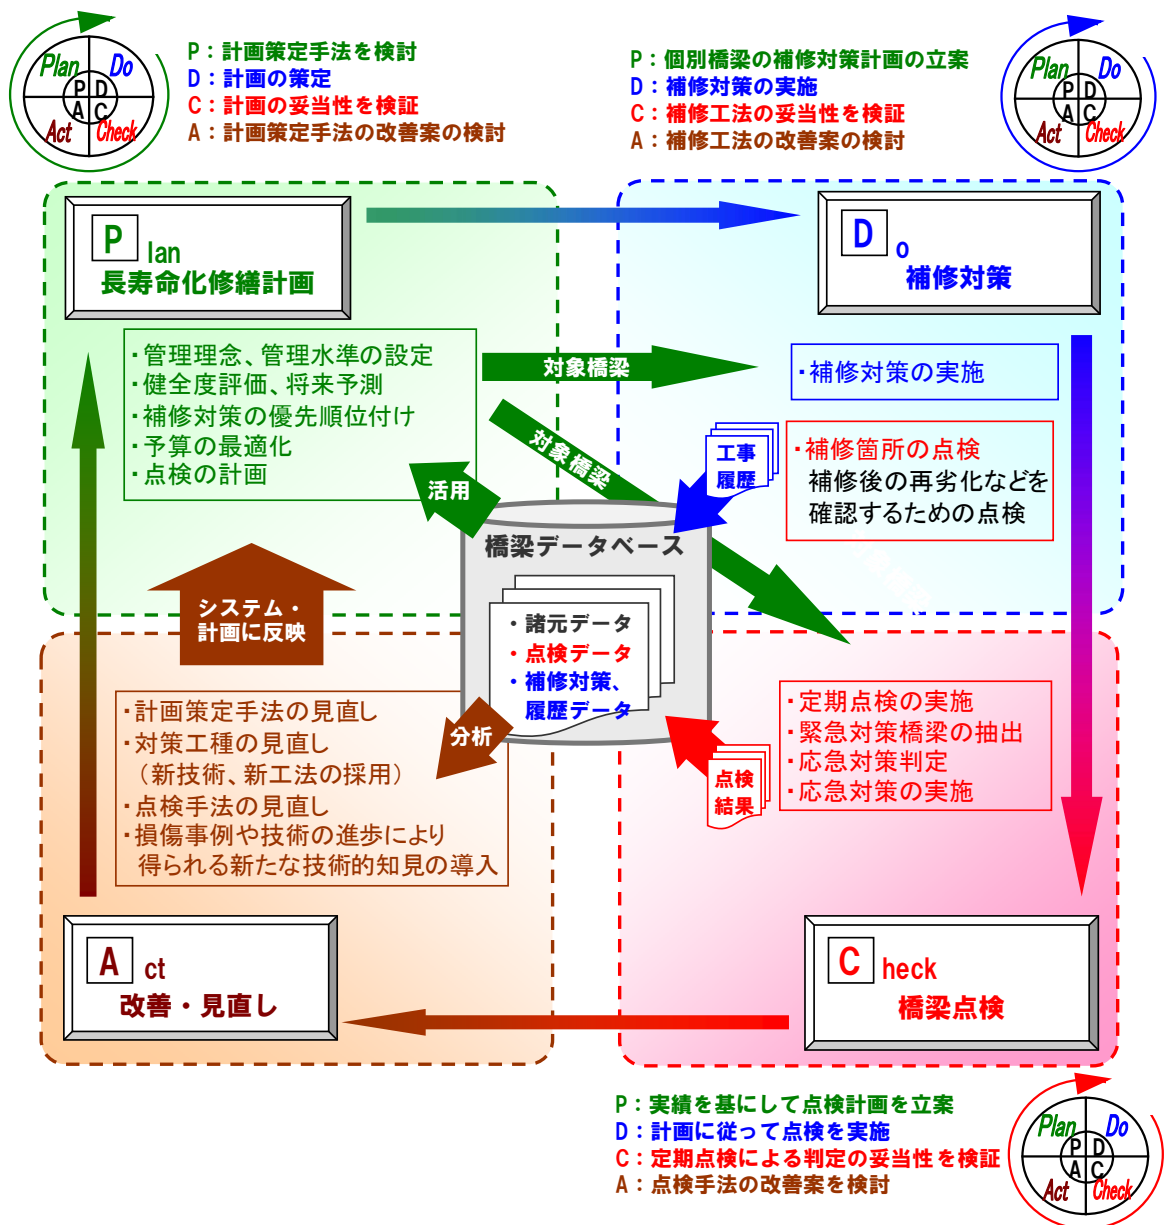 Plan
Do
P
D
A
C
Act
Check
P：計画策定手法を検討
D：計画の策定
C：計画の妥当性を検証
A：計画策定手法の改善案の検討
P：個別橋梁の補修対策計画の立案
D：補修対策の実施
C：補修工法の妥当性を検証
A：補修工法の改善案の検討
Plan
Do
P
D
A
C
Act
Check
P lan
長寿命化修繕計画
D o
補修対策
・管理理念、管理水準の設定
・健全度評価、将来予測
・補修対策の優先順位付け
・予算の最適化
・点検の計画
対象橋梁
対象橋梁
・補修対策の実施
・補修箇所の点検
補修後の再劣化などを
確認するための点検
工事
履歴
活用
橋梁データベース
・諸元データ
・点検データ
・補修対策、
履歴データ
システム・
計画に反映
分析
点検
結果
・計画策定手法の見直し
・対策工種の見直し
（新技術、新工法の採用）
・点検手法の見直し
・損傷事例や技術の進歩により
得られる新たな技術的知見の導入
・定期点検の実施
・緊急対策橋梁の抽出
・応急対策判定
・応急対策の実施
A ct
改善・見直し
C heck
橋梁点検
P：実績を基にして点検計画を立案
D：計画に従って点検を実施
C：定期点検による判定の妥当性を検証
A：点検手法の改善案を検討
Plan
Do
P
D
A
C
Act
Check